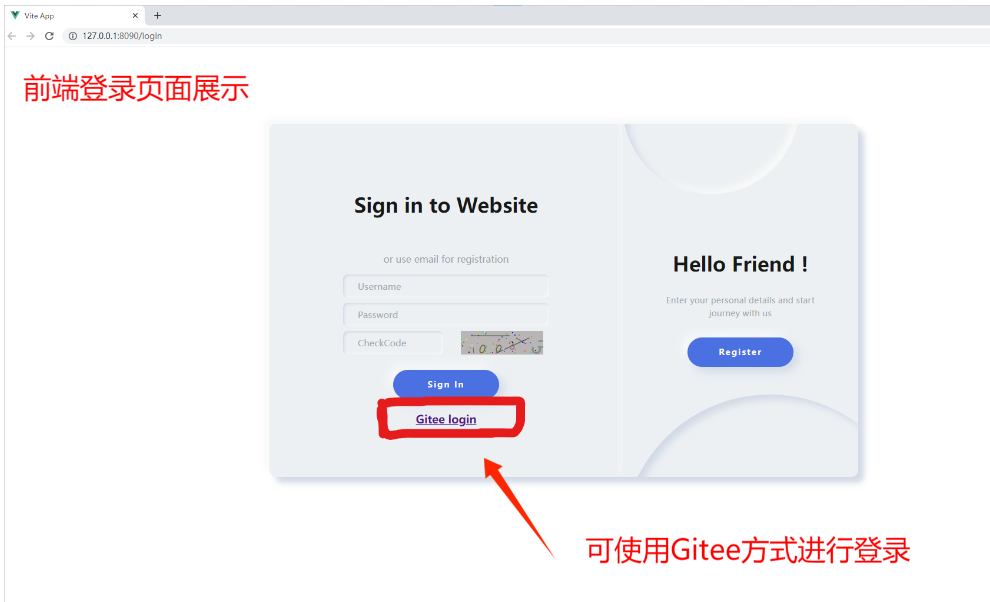 Vite App
127.0.0.1:8090/login
前端登录页面展示
Sign in to Website
or use email for registration
Username
Password
CheckCode
Sign In
Gitee login
Hello Friend !
Enter your personal details and start
journey with us
Register
可使用Gitee方式进行登录